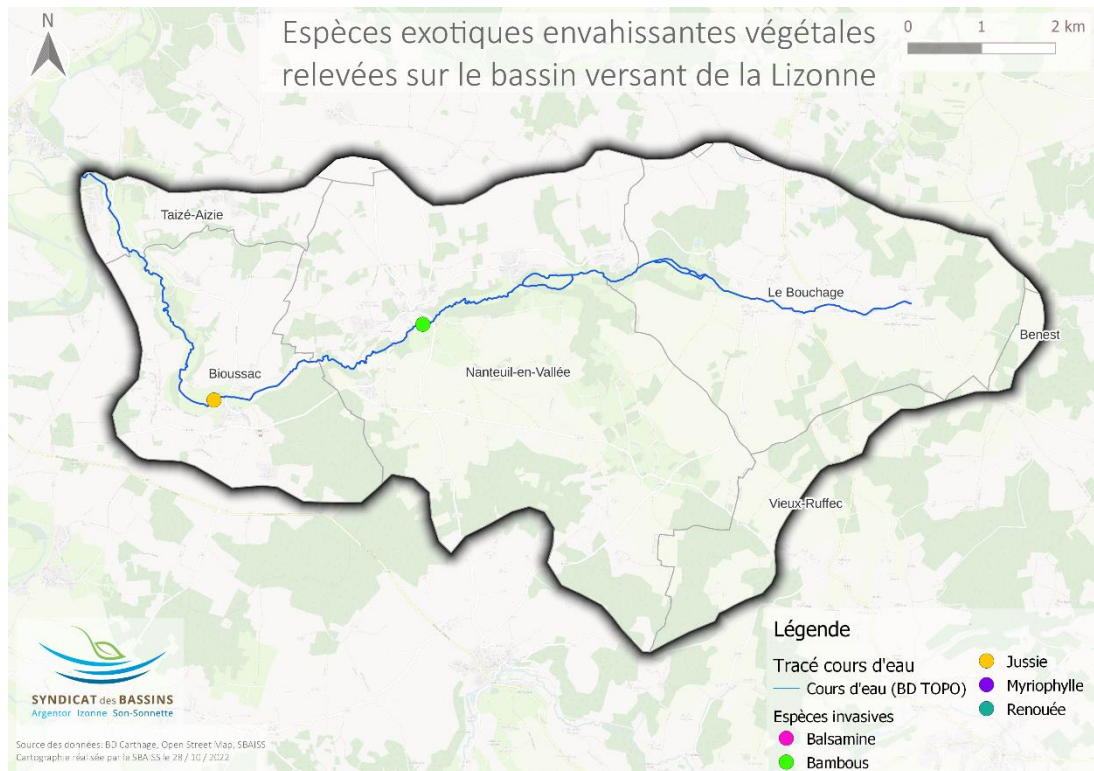 N
Espèces exotiques envahissantes végétales
relevées sur le bassin versant de la Lizonne
0 1 2 km
Taizé-Aizie
Le Bouchage
Benest
Bioussac
Nanteuil-en-Vallée
Vieux-Ruffec
Légende
Tracé cours d'eau
Cours d'eau (BD TOPO)
Espèces invasives
Balsamine
Bambous
Jussie
Myriophylle
Renouée
SYNDICAT des BASSINS
Argentor Izonne Son-Sonnette
Source des données: BD Carthage, Open Street Map, SBAISS
Cartographie réalisée par le SBAISS le 28 / 10 / 2022